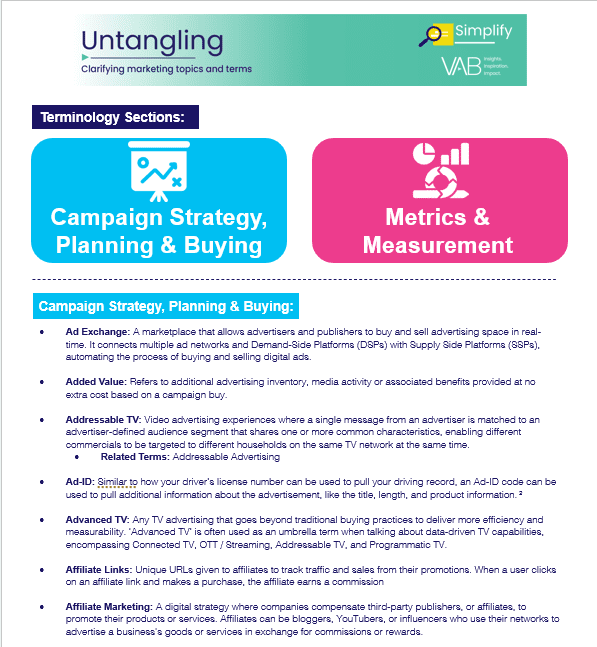 Untangling
Clarifying marketing topics and terms
Simplify
VAB
Insights.
Inspiration.
Impact.
Terminology Sections:
Campaign Strategy,
Planning & Buying
Metrics &
Measurement
Campaign Strategy, Planning & Buying:
• Ad Exchange: A marketplace that allows advertisers and publishers to buy and sell advertising space in real-
time. It connects multiple ad networks and Demand-Side Platforms (DSPs) with Supply Side Platforms (SSPs),
automating the process of buying and selling digital ads.
• Added Value: Refers to additional advertising inventory, media activity or associated benefits provided at no
extra cost based on a campaign buy.
• Addressable TV: Video advertising experiences where a single message from an advertiser is matched to an
advertiser-defined audience segment that shares one or more common characteristics, enabling different
commercials to be targeted to different households on the same TV network at the same time.
• Related Terms: Addressable Advertising
• Ad-ID: Similar to how your driver's license number can be used to pull your driving record, an Ad-ID code can be
used to pull additional information about the advertisement, like the title, length, and product information. ²
• Advanced TV: Any TV advertising that goes beyond traditional buying practices to deliver more efficiency and
measurability. 'Advanced TV' is often used as an umbrella term when talking about data-driven TV capabilities,
encompassing Connected TV, OTT / Streaming, Addressable TV, and Programmatic TV.
• Affiliate Links: Unique URLs given to affiliates to track traffic and sales from their promotions. When a user clicks
on an affiliate link and makes a purchase, the affiliate earns a commission
• Affiliate Marketing: A digital strategy where companies compensate third-party publishers, or affiliates, to
promote their products or services. Affiliates can be bloggers, YouTubers, or influencers who use their networks to
advertise a business's goods or services in exchange for commissions or rewards.